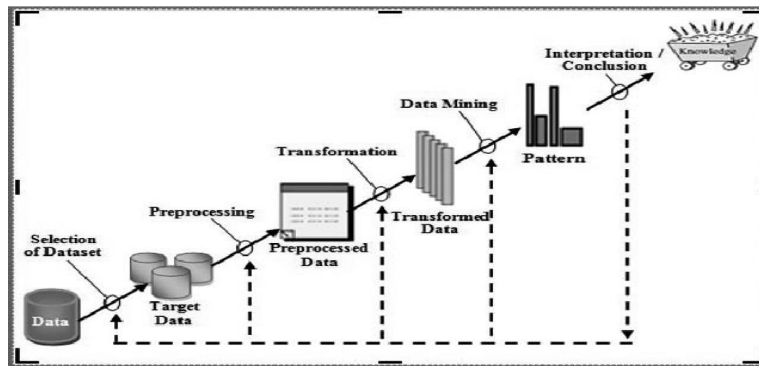 Interpretation /
Conclusion
Knowledge
Data Mining
Pattern
Transformation
Transformed
Data
Preprocessing
Preprocessed
Data
Selection
of Dataset
Target
Data
Data